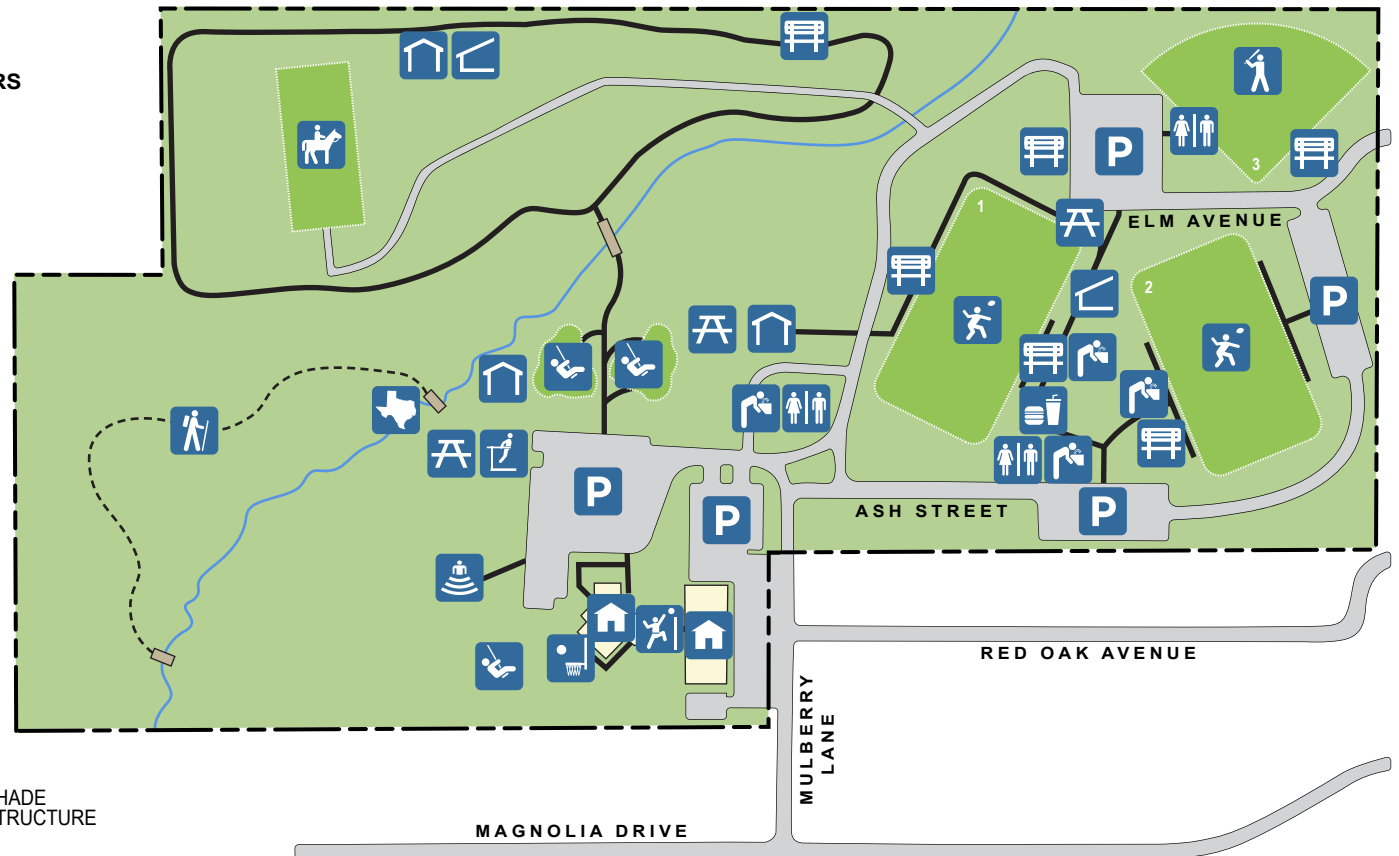 RS
3
P
1
ELM AVENUE
2
P
P
P
ASH STREET
P
RED OAK AVENUE
MULBERRY
LANE
HADE
TRUCTURE
MAGNOLIA DRIVE